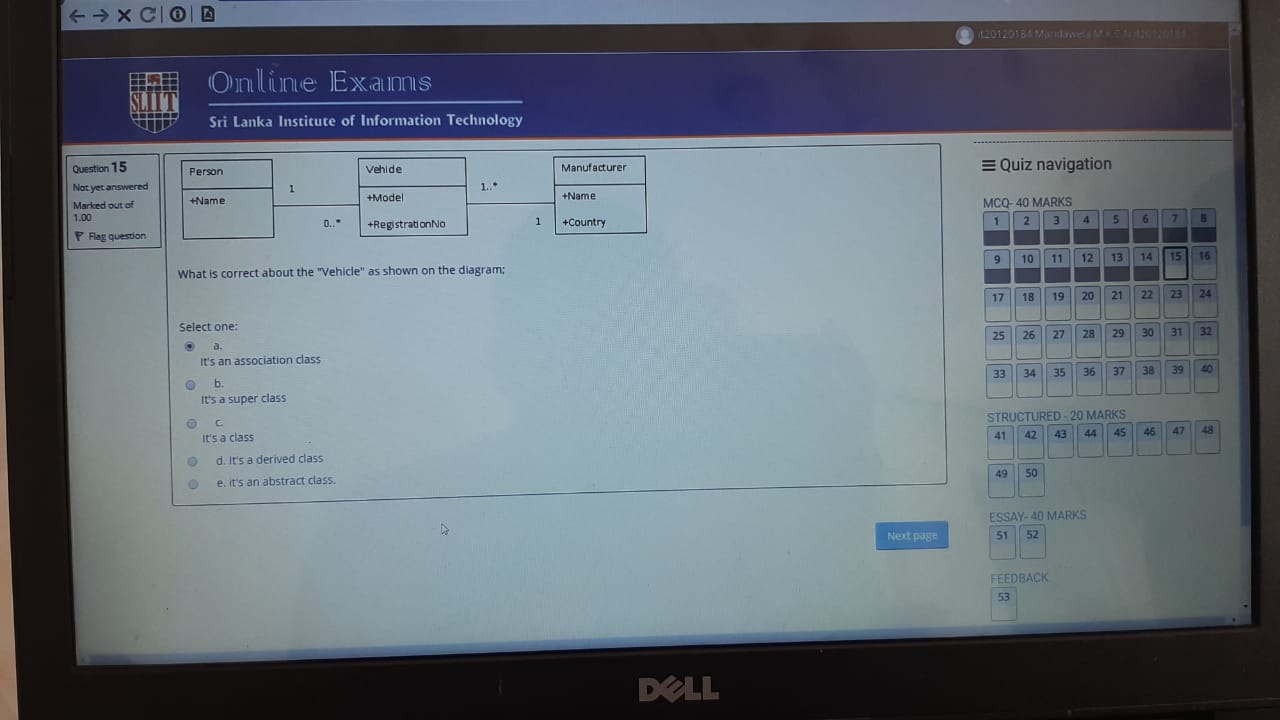 it20120184 Mandawela M.K.C.N it20120184
SLIIT
Online Exams
Sri Lanka Institute of Information Technology
Question 15
Not yet answered
Marked out of
1.00
Flag question
Person
+Name
1
0..*
Vehicle
+Model
+RegistrationNo
1..*
1
Manufacturer
+Name
+Country
What is correct about the "Vehicle" as shown on the diagram;
Select one:
a.
It's an association class
b.
It's a super class
c.
It's a class
d. It's a derived class
e. it's an abstract class.
Next page
Quiz navigation
MCQ- 40 MARKS
1 2 3 4 5 6 7 8
9 10 11 12 13 14 15 16
17 18 19 20 21 22 23 24
25 26 27 28 29 30 31 32
33 34 35 36 37 38 39 40
STRUCTURED - 20 MARKS
41 42 43 44 45 46 47 48
49 50
ESSAY- 40 MARKS
51 52
FEEDBACK
53
DELL